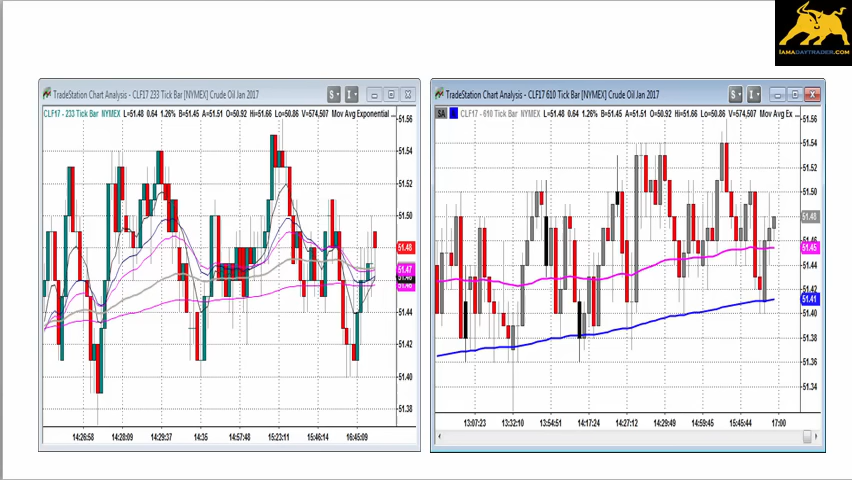 IAMADAYTRADER.COM
TradeStation Chart Analysis - CLF17 233 Tick Bar [NYMEX] Crude Oil Jan 2017
S I
CLF17 - 233 Tick Bar NYMEX L=51.48 0.64 1.26% B=51.45 A=51.51 O=50.92 Hi=51.66 Lo=50.86 V=574,507 Mov Avg Exponential
51.56
51.54
51.52
51.50
51.48
51.47
51.44
51.42
51.40
51.38
14:26:58 14:28:09 14:29:37 14:35 14:57:48 15:23:11 15:46:14 16:45:09
TradeStation Chart Analysis - CLF17 610 Tick Bar [NYMEX] Crude Oil Jan 2017
S I
SA CLF17 - 610 Tick Bar NYMEX L=51.48 0.64 1.26% B=51.45 A=51.51 O=50.92 Hi=51.66 Lo=50.86 V=574,507 Mov Avg Ex
51.56
51.54
51.52
51.50
51.48
51.45
51.44
51.42
51.41
51.40
51.38
51.36
51.34
13:07:23 13:32:10 13:54:51 14:17:24 14:27:12 14:29:49 14:59:45 15:45:44 17:00